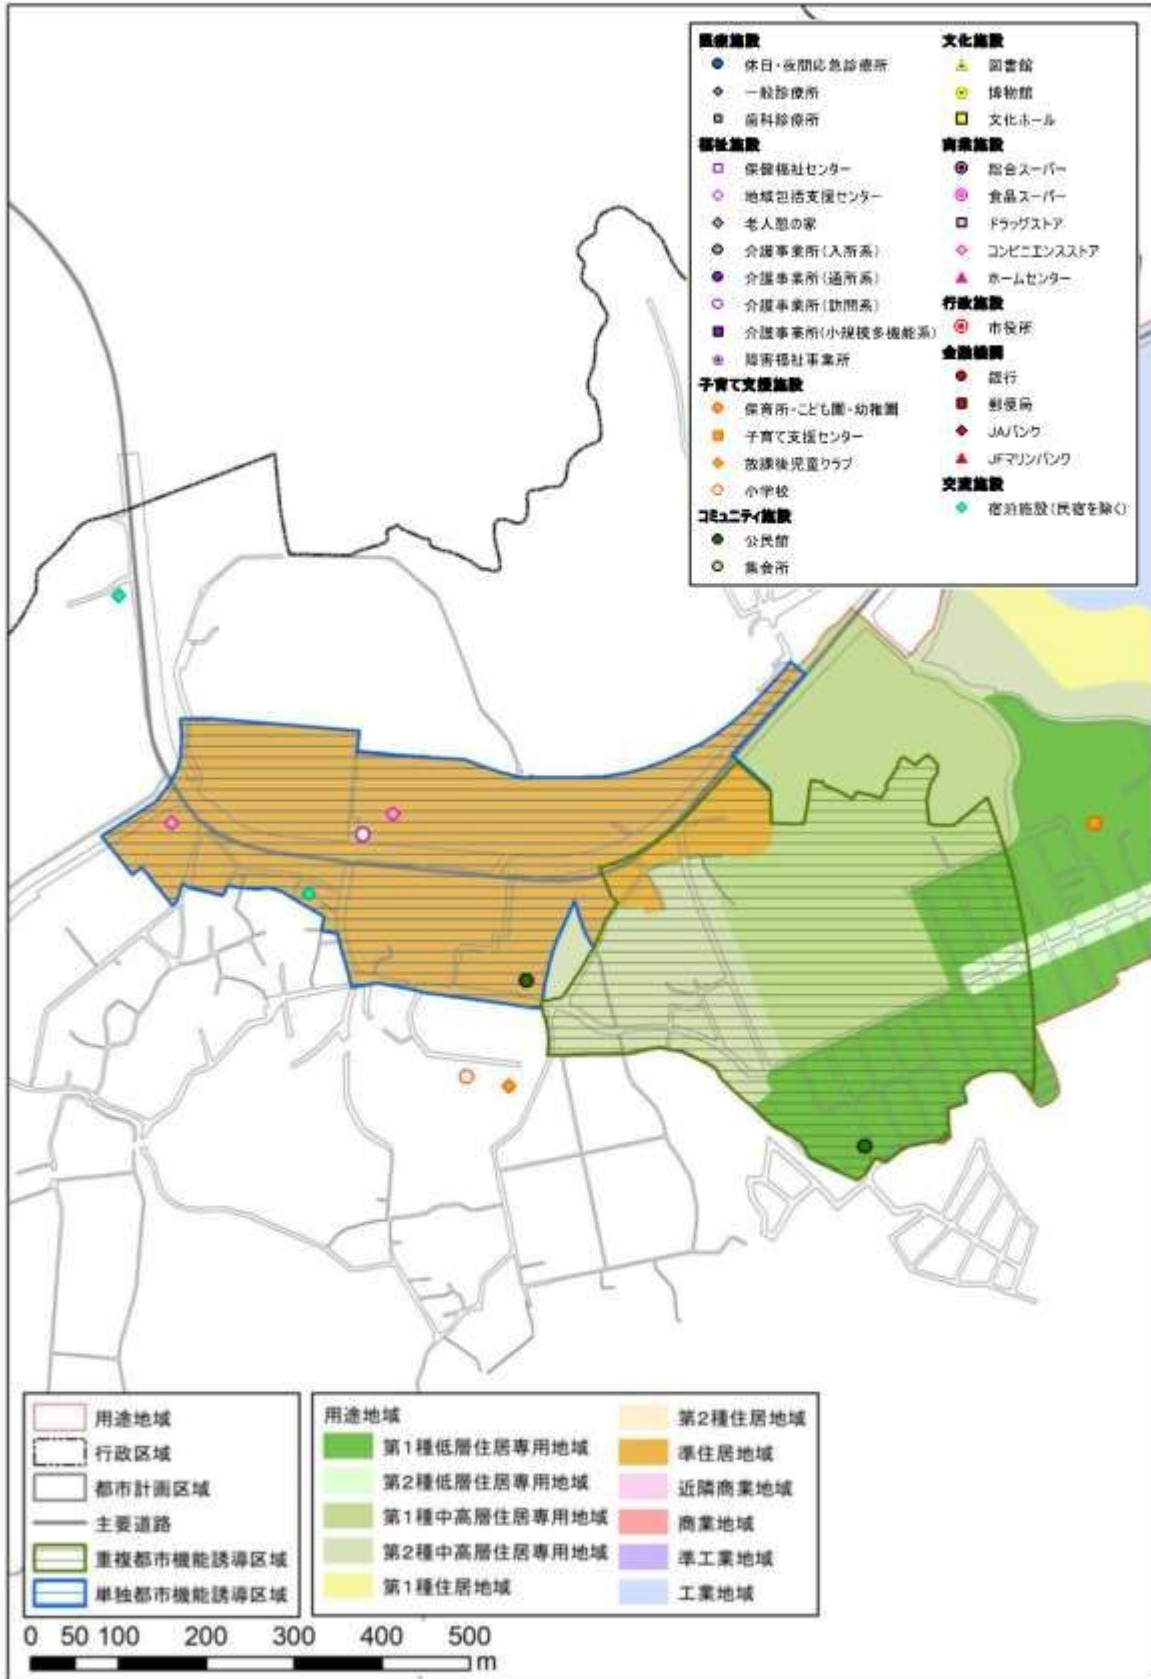 医療施設
休日・夜間応急診療所
一般診療所
歯科診療所
福祉施設
保健福祉センター
地域包括支援センター
老人憩の家
介護事業所(入所系)
介護事業所(通所系)
介護事業所(訪問系)
介護事業所(小規模多機能系)
障害福祉事業所
子育て支援施設
保育所・こども園・幼稚園
子育て支援センター
放課後児童クラブ
小学校
コミュニティ施設
公民館
集会所
文化施設
図書館
博物館
文化ホール
商業施設
総合スーパー
食品スーパー
ドラッグストア
コンビニエンスストア
ホームセンター
行政施設
市役所
金融機関
銀行
郵便局
JAバンク
JFマリンバンク
交流施設
宿泊施設(民宿を除く)
用途地域
行政区域
都市計画区域
主要道路
重複都市機能誘導区域
単独都市機能誘導区域
用途地域
第1種低層住居専用地域
第2種低層住居専用地域
第1種中高層住居専用地域
第2種中高層住居専用地域
第1種住居地域
第2種住居地域
準住居地域
近隣商業地域
商業地域
準工業地域
工業地域
0 50 100 200 300 400 500
m